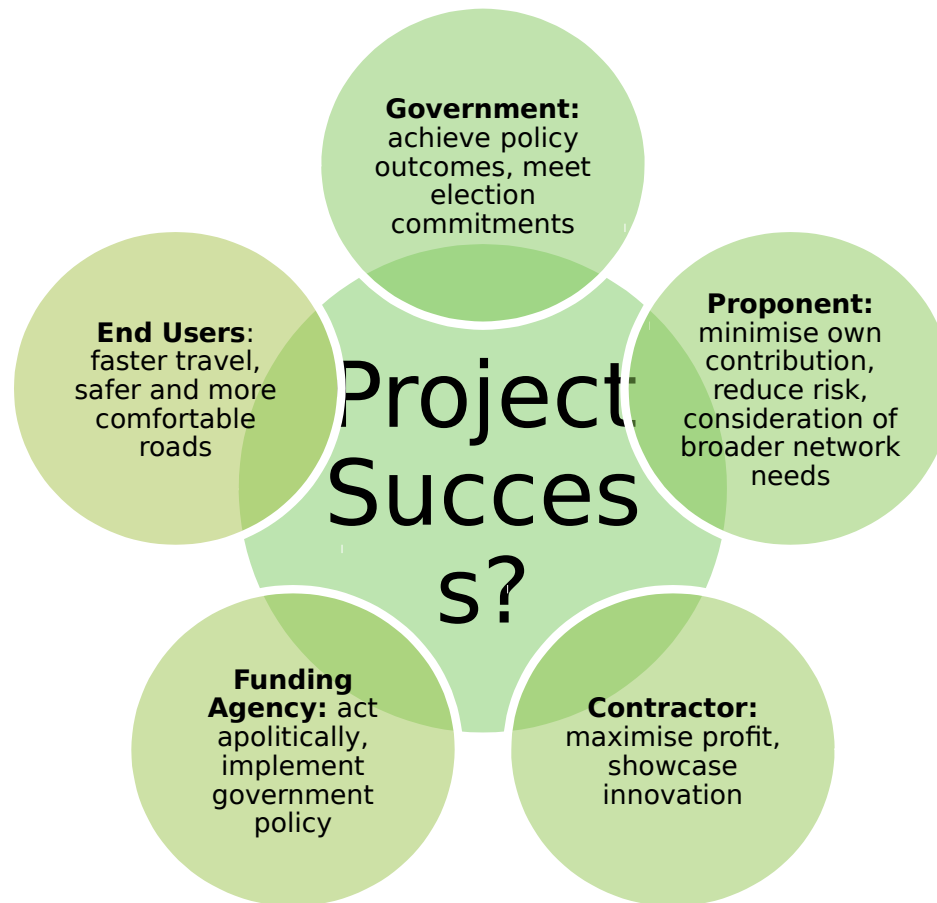 Government:
achieve policy
outcomes, meet
election
commitments
Proponent:
minimise own
contribution,
reduce risk,
consideration of
broader network
needs
End Users:
faster travel,
safer and more
comfortable
roads
Project
Succes
s?
Funding
Agency: act
apolitically,
implement
government
policy
Contractor:
maximise profit,
showcase
innovation